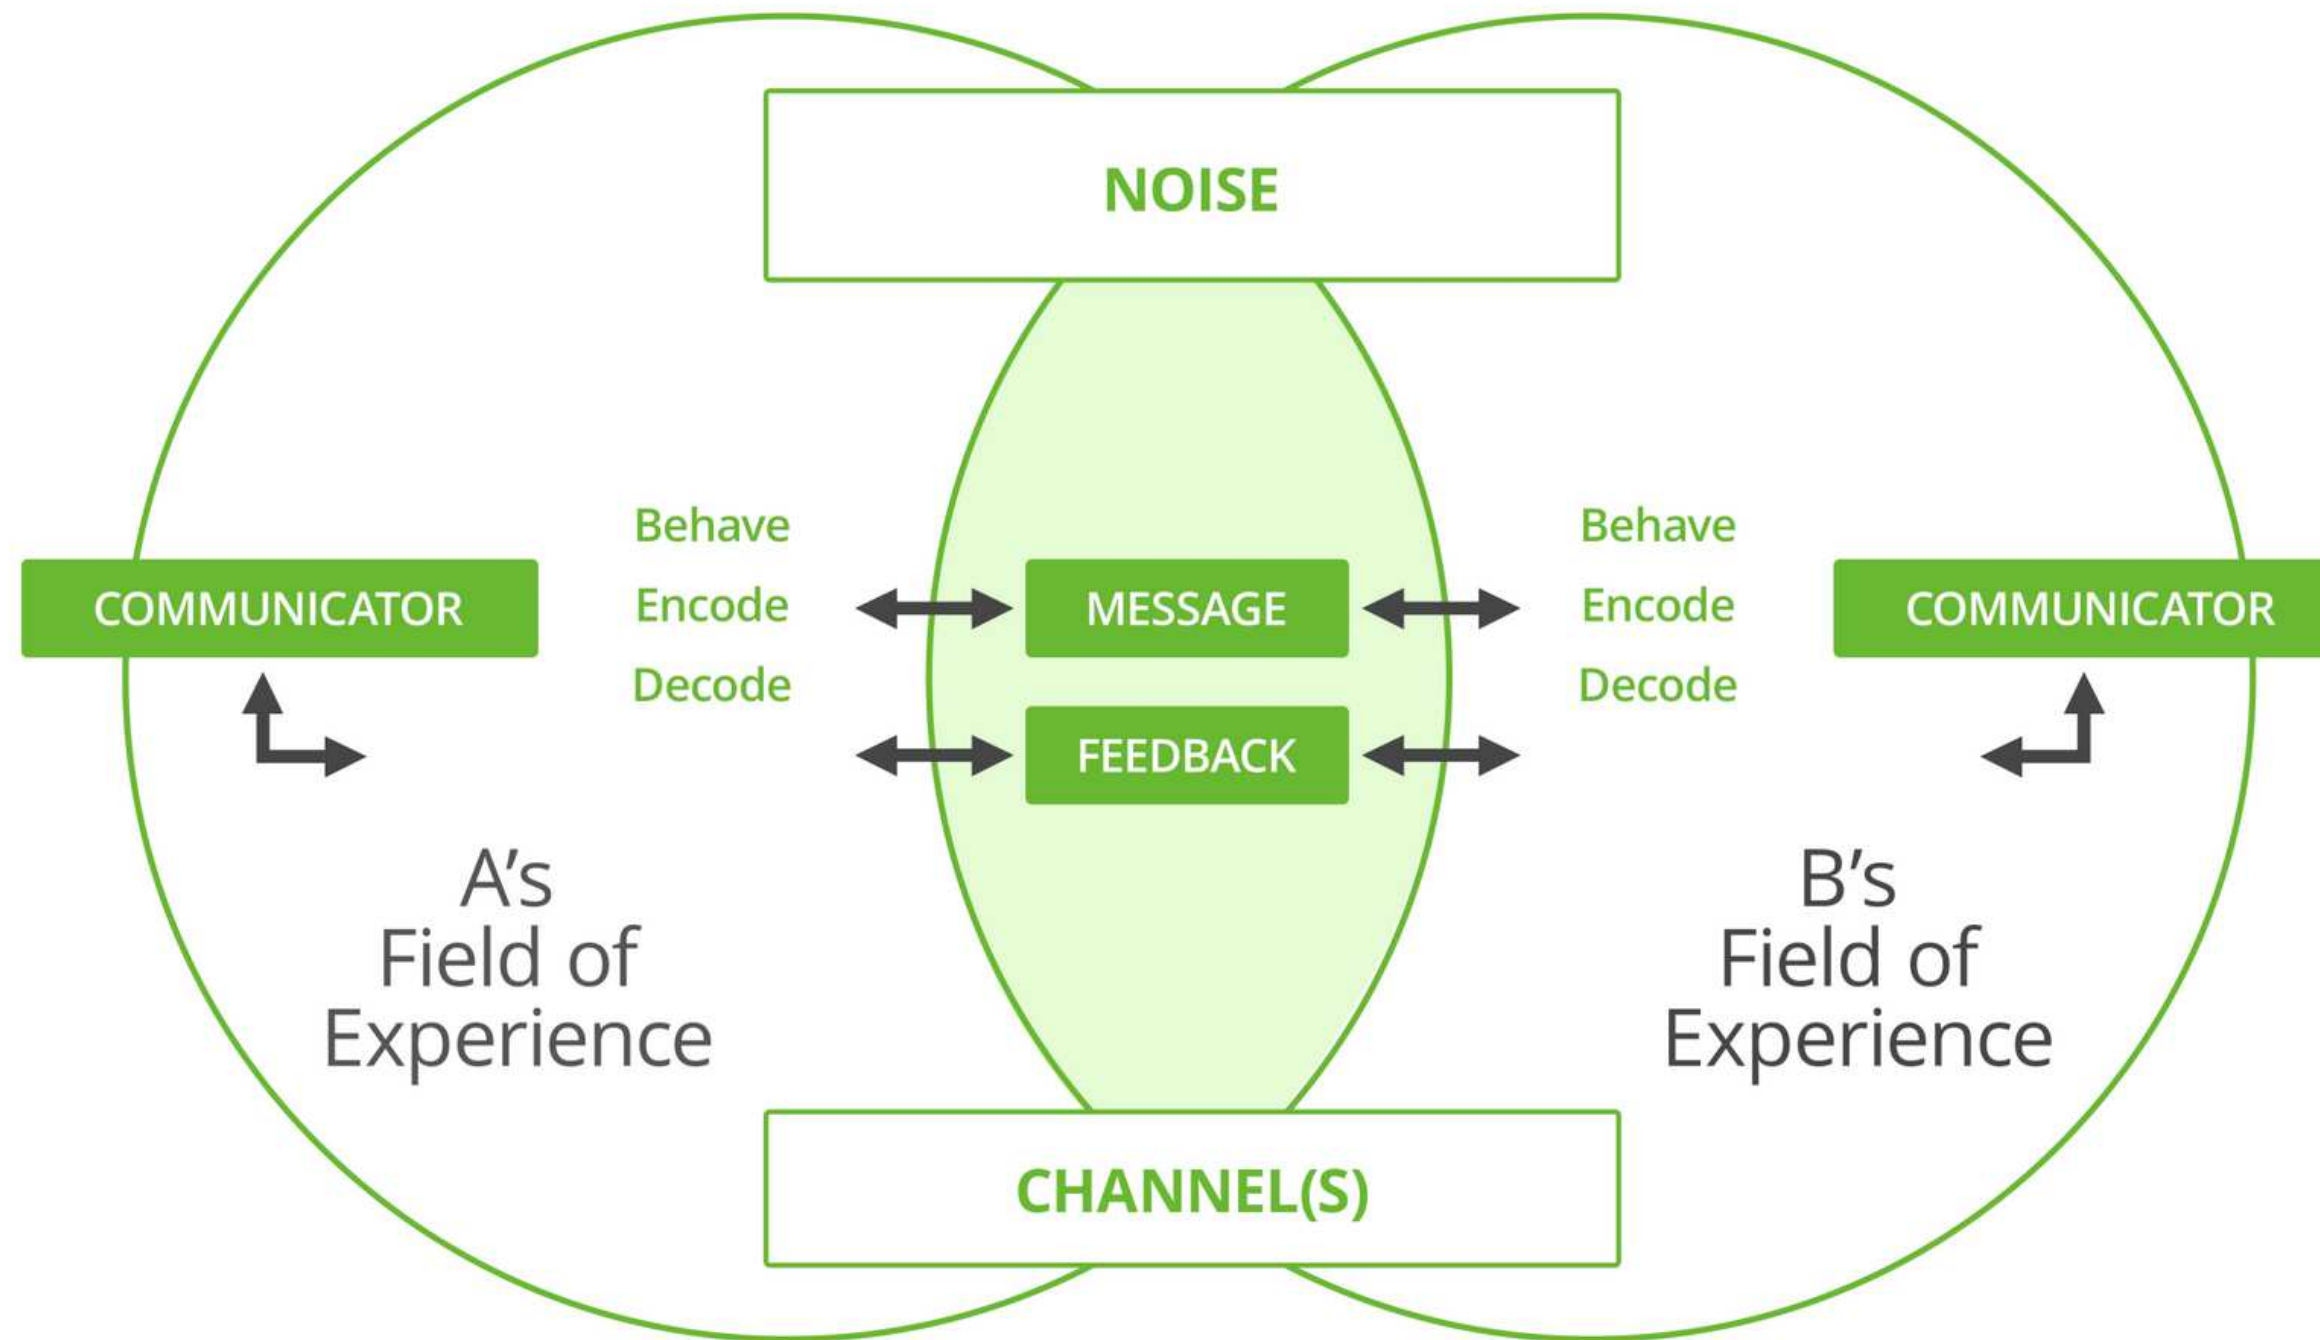 NOISE
Behave
Encode
Decode
COMMUNICATOR
MESSAGE
FEEDBACK
Behave
Encode
Decode
COMMUNICATOR
A’s
Field of
Experience
B’s
Field of
Experience
CHANNEL(S)